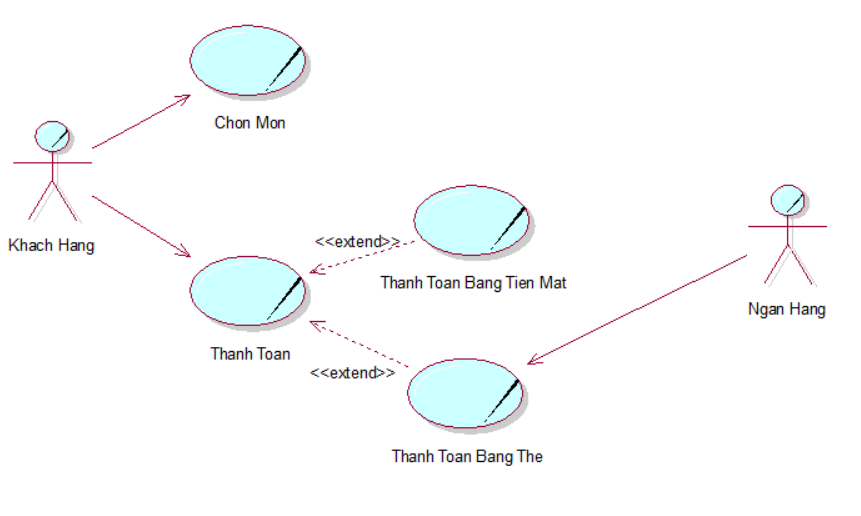 Chon Mon
Khach Hang
<<extend>>
Thanh Toan Bang Tien Mat
Ngan Hang
Thanh Toan
<<extend>>
Thanh Toan Bang The